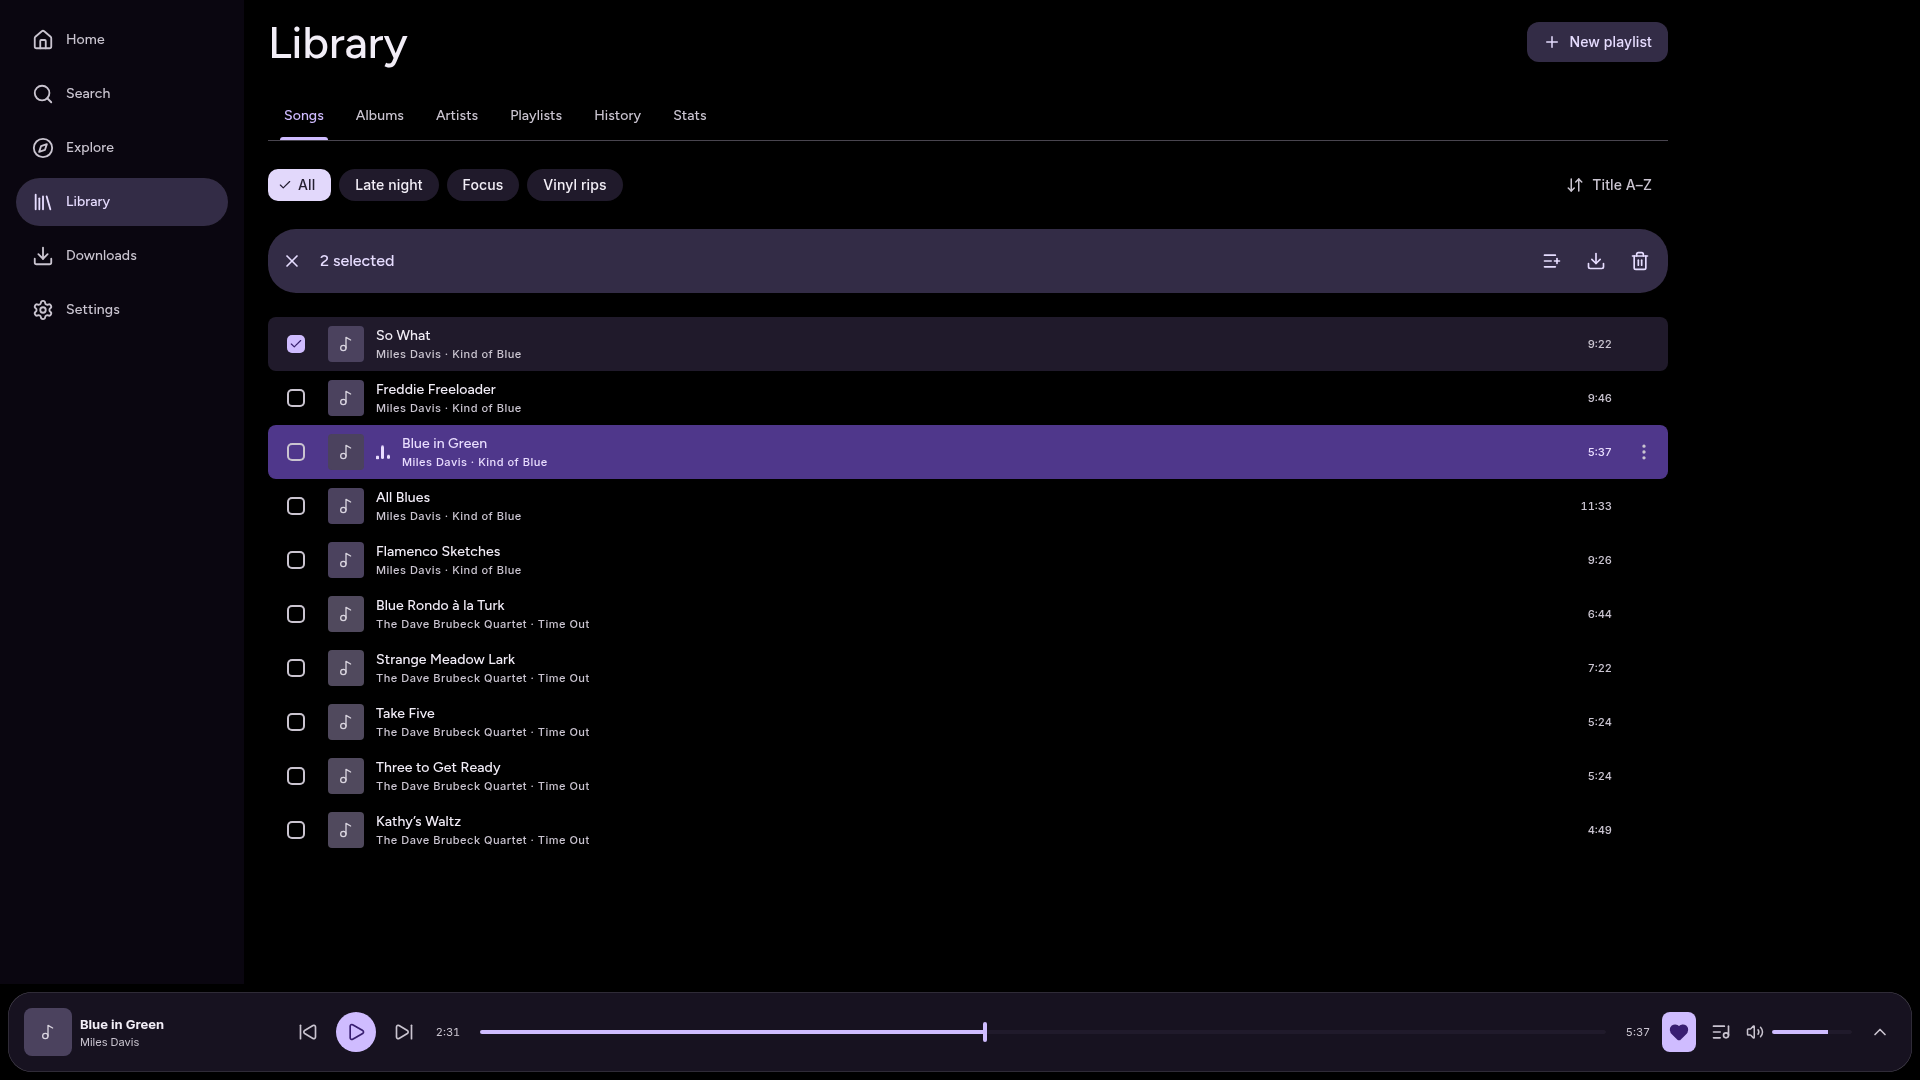 Home
Search
Explore
Library
Downloads
Settings
Library
New playlist
Songs Albums Artists Playlists History Stats
All Late night Focus Vinyl rips Title A–Z
2 selected
So What
Miles Davis · Kind of Blue
9:22
Freddie Freeloader
Miles Davis · Kind of Blue
9:46
Blue in Green
Miles Davis · Kind of Blue
5:37
All Blues
Miles Davis · Kind of Blue
11:33
Flamenco Sketches
Miles Davis · Kind of Blue
9:26
Blue Rondo à la Turk
The Dave Brubeck Quartet · Time Out
6:44
Strange Meadow Lark
The Dave Brubeck Quartet · Time Out
7:22
Take Five
The Dave Brubeck Quartet · Time Out
5:24
Three to Get Ready
The Dave Brubeck Quartet · Time Out
5:24
Kathy’s Waltz
The Dave Brubeck Quartet · Time Out
4:49
Blue in Green
Miles Davis
2:31
5:37